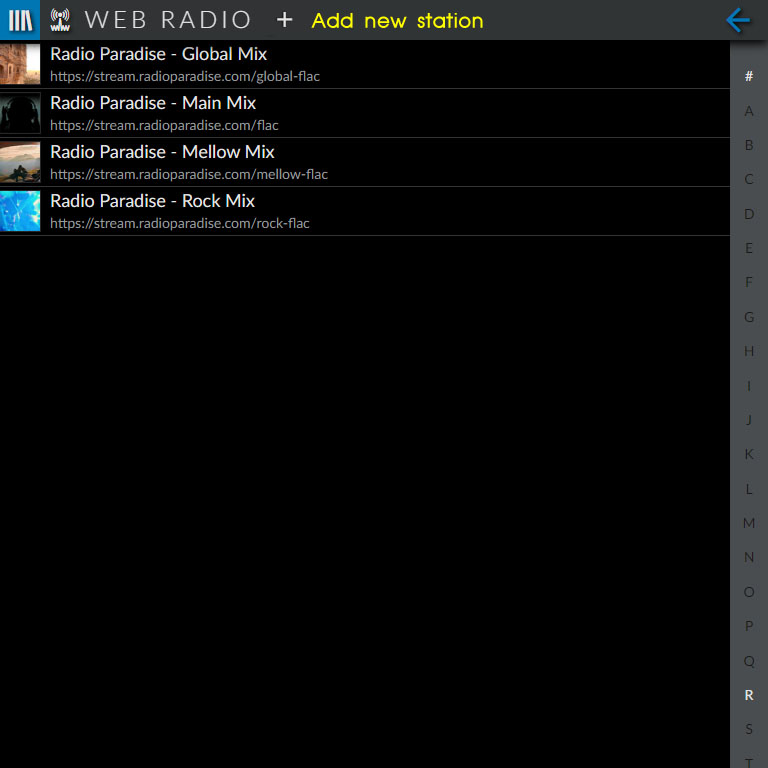 WEB RADIO + Add new station
Radio Paradise - Global Mix
https://stream.radioparadise.com/global-flac
Radio Paradise - Main Mix
https://stream.radioparadise.com/flac
Radio Paradise - Mellow Mix
https://stream.radioparadise.com/mellow-flac
Radio Paradise - Rock Mix
https://stream.radioparadise.com/rock-flac
#
A
B
C
D
E
F
G
H
I
J
K
L
M
N
O
P
Q
R
S
T